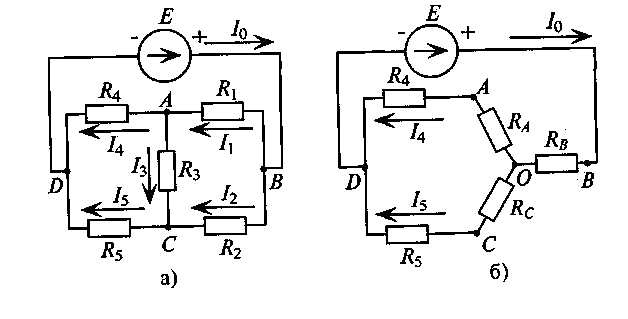 E
- + I0
R4 A R1
I4 I1
I3 R3
D B
I5 I2
R5 C R2
а)
E
- + I0
R4 A
I4 RA RB
D O B
I5 RC
R5 C
б)